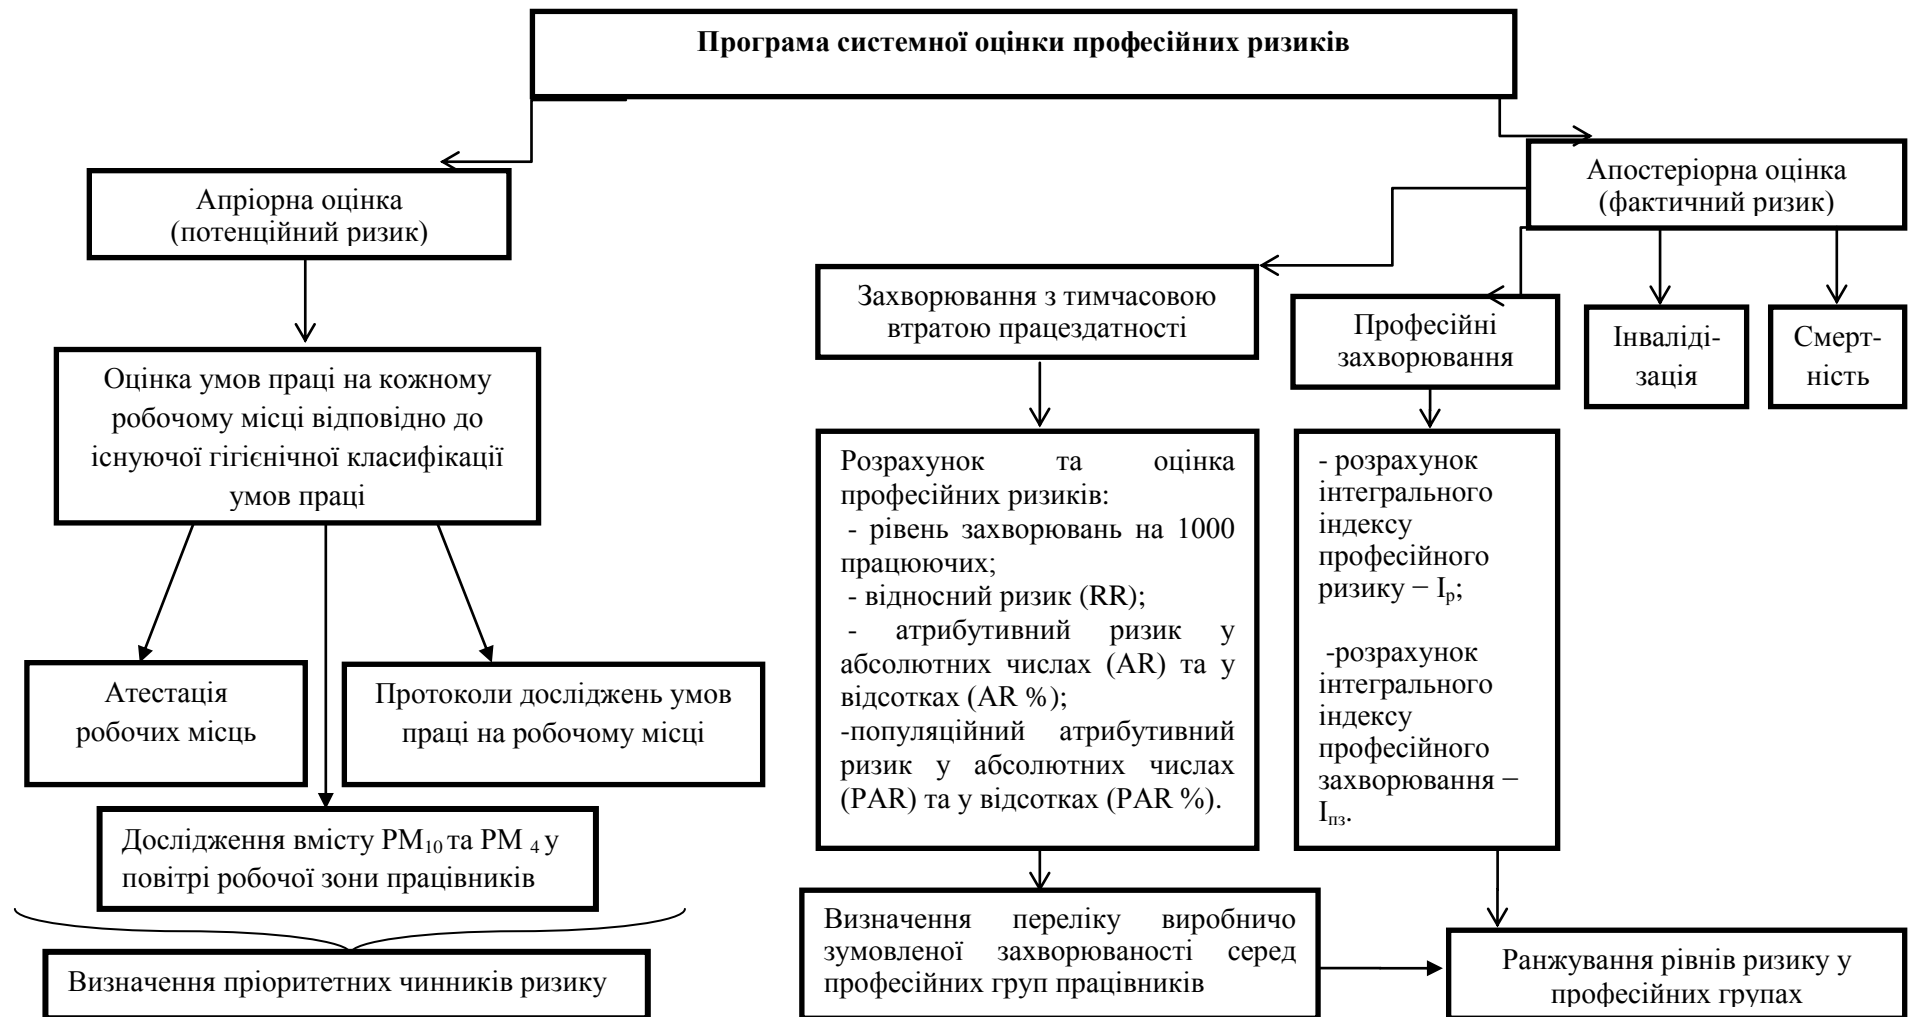 Програма системної оцінки професійних ризиків
Апріорна оцінка
(потенційний ризик)
Апостеріорна оцінка
(фактичний ризик)
Захворювання з тимчасовою
втратою працездатності
Професійні
захворювання
Інваліді-
зація
Смерт-
ність
Оцінка умов праці на кожному
робочому місці відповідно до
існуючої гігієнічної класифікації
умов праці
Розрахунок та оцінка
професійних ризиків:
- рівень захворювань на 1000
працюючих;
- відносний ризик (RR);
- атрибутивний ризик у
абсолютних числах (AR) та у
відсотках (AR %);
-популяційний атрибутивний
ризик у абсолютних числах
(PAR) та у відсотках (PAR %).
- розрахунок
інтегрального
індексу
професійного
ризику − Iр;
-розрахунок
інтегрального
індексу
професійного
захворювання −
Iпз.
Атестація
робочих місць
Протоколи досліджень умов
праці на робочому місці
Дослідження вмісту PM10 та PM 4 у
повітрі робочої зони працівників
Визначення пріоритетних чинників ризику
Визначення переліку виробничо
зумовленої захворюваності серед
професійних груп працівників
Ранжування рівнів ризику у
професійних групах